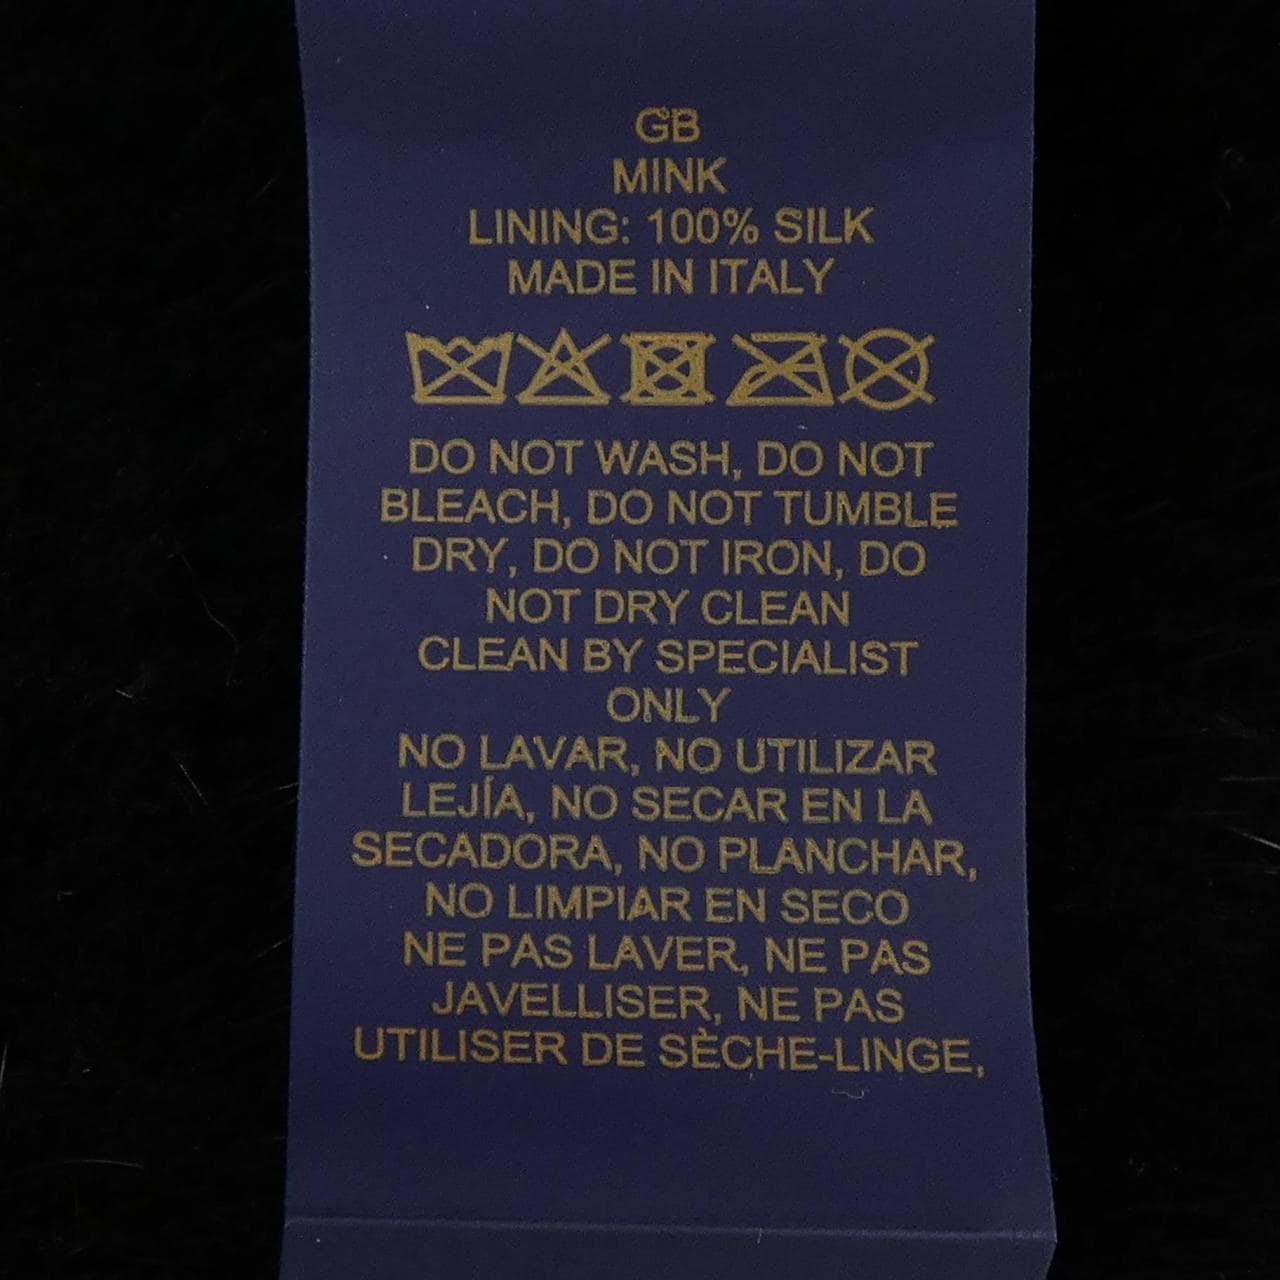 GB
MINK
LINING: 100% SILK
MADE IN ITALY
DO NOT WASH, DO NOT
BLEACH, DO NOT TUMBLE
DRY, DO NOT IRON, DO
NOT DRY CLEAN
CLEAN BY SPECIALIST
ONLY
NO LAVAR, NO UTILIZAR
LEJÍA, NO SECAR EN LA
SECADORA, NO PLANCHAR,
NO LIMPIAR EN SECO
NE PAS LAVER, NE PAS
JAVELLISER, NE PAS
UTILISER DE SÈCHE-LINGE,